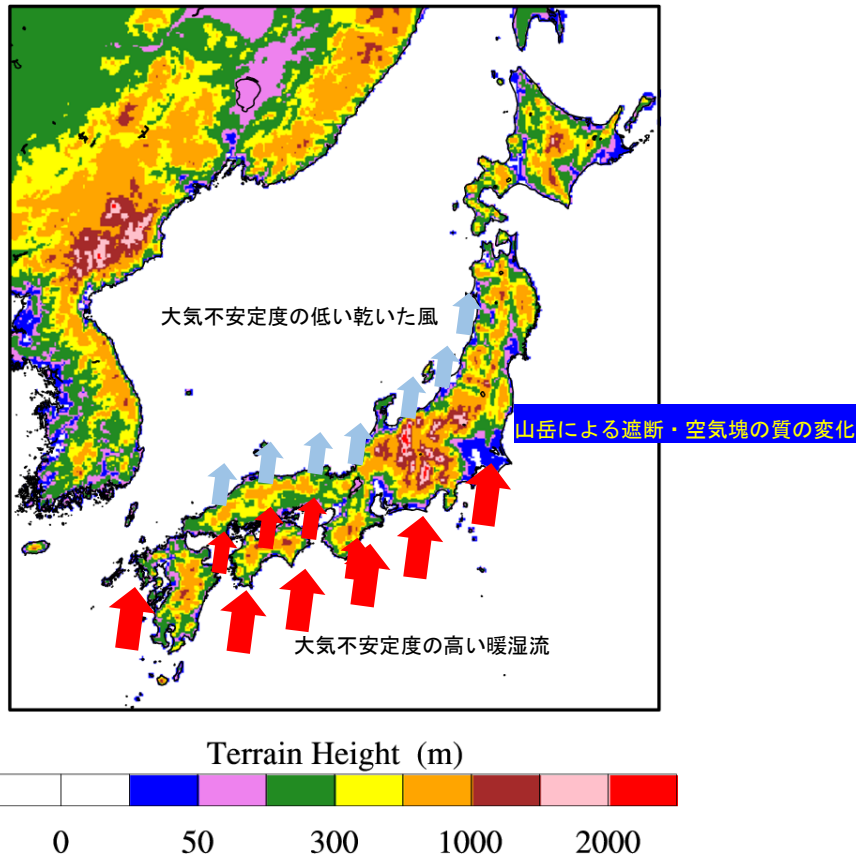 大気不安定度の低い乾いた風
山岳による遮断・空気塊の質の変化
大気不安定度の高い暖湿流
Terrain Height (m)
0 50 300 1000 2000